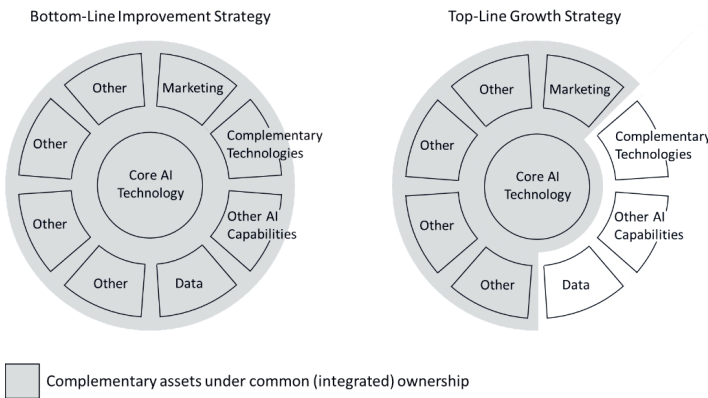 Bottom-Line Improvement Strategy
Other
Marketing
Other
Complementary
Technologies
Core AI
Technology
Other
Other AI
Capabilities
Other
Data
Top-Line Growth Strategy
Other
Marketing
Other
Complementary
Technologies
Core AI
Technology
Other
Other AI
Capabilities
Other
Data
Complementary assets under common (integrated) ownership